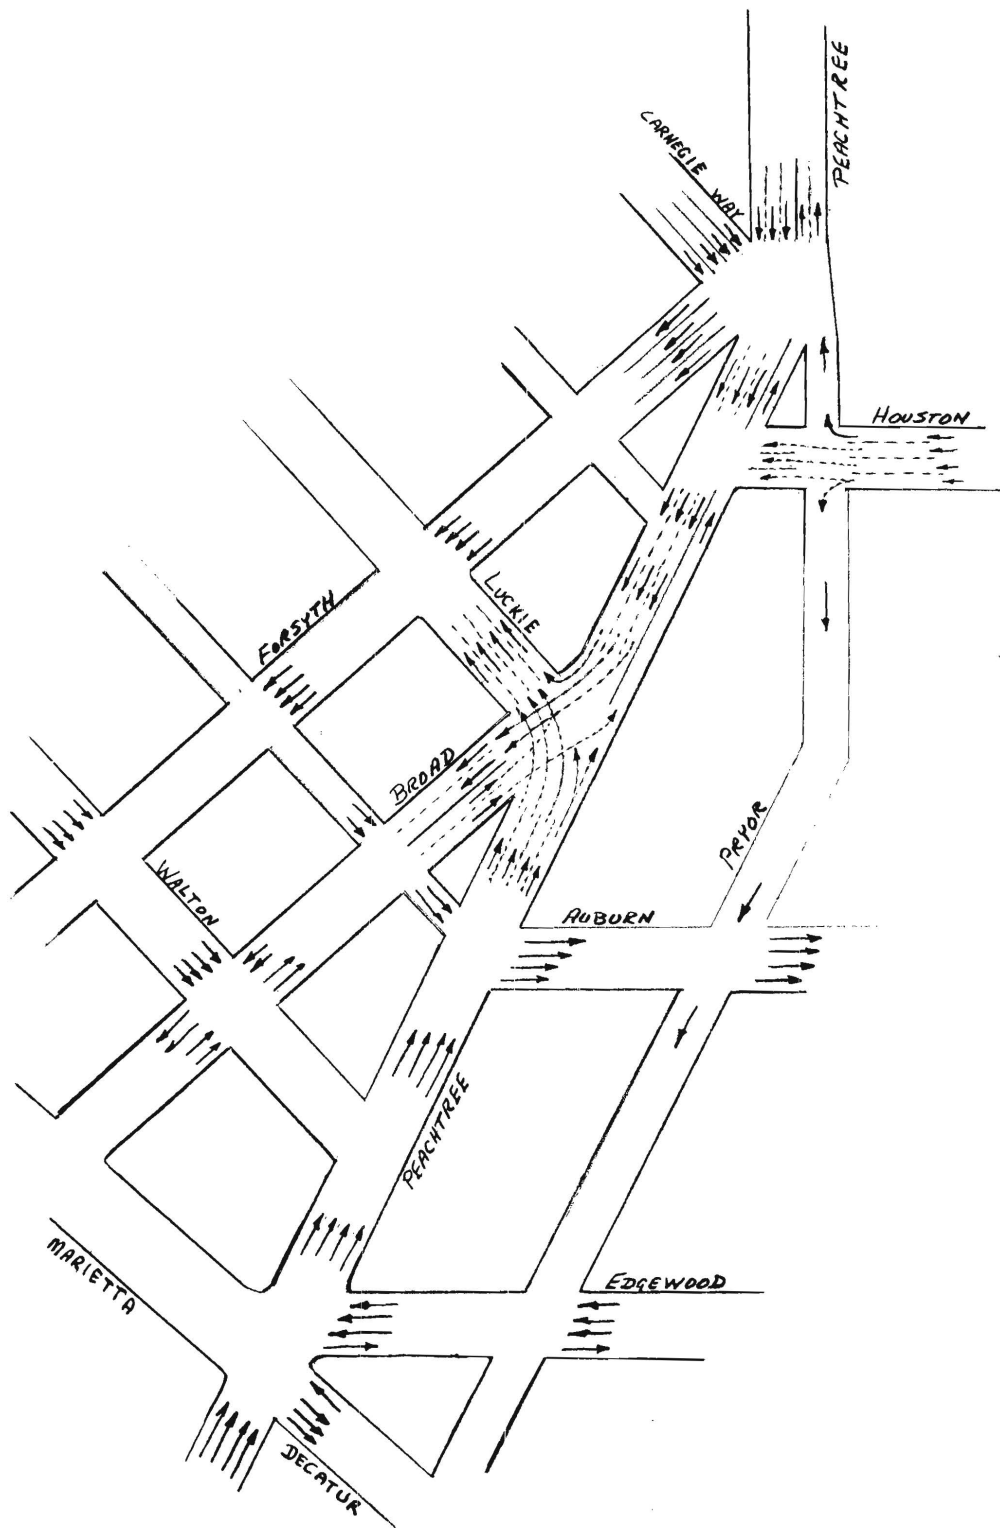 PEACHTREE
CARNEGIE WAY
HOUSTON
LUCKIE
FORSYTH
BROAD
PRYOR
WALTON
AUBURN
PEACHTREE
MARIETTA
EDGEWOOD
DECATUR